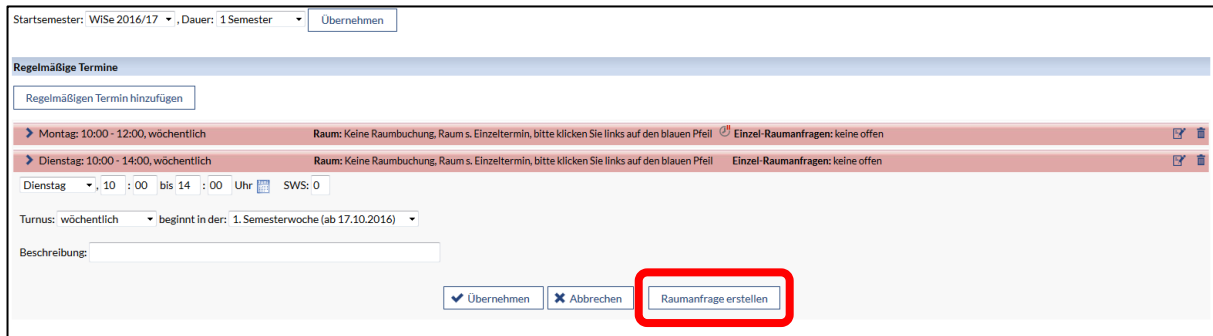 Startsemester: WiSe 2016/17 , Dauer: 1 Semester Übernehmen
Regelmäßige Termine
Regelmäßigen Termin hinzufügen
Montag: 10:00 - 12:00, wöchentlich Raum: Keine Raumbuchung, Raum s. Einzeltermin, bitte klicken Sie links auf den blauen Pfeil Einzel-Raumanfragen: keine offen
Dienstag: 10:00 - 14:00, wöchentlich Raum: Keine Raumbuchung, Raum s. Einzeltermin, bitte klicken Sie links auf den blauen Pfeil Einzel-Raumanfragen: keine offen
Dienstag , 10 : 00 bis 14 : 00 Uhr SWS: 0
Turnus: wöchentlich beginnt in der: 1. Semesterwoche (ab 17.10.2016)
Beschreibung:
Übernehmen Abbrechen Raumanfrage erstellen